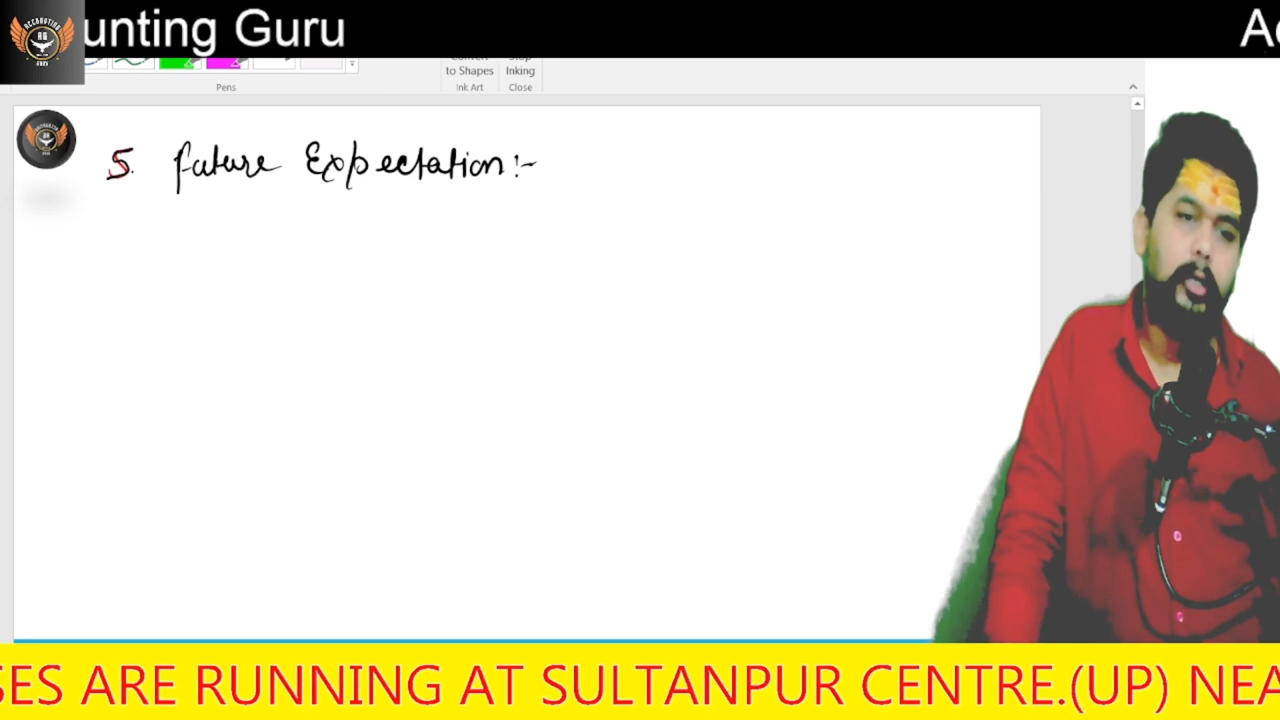 unting Guru
Ac
to Shapes
Stop
Inking
Pens
Ink Art
Close
5. Future Expectation :-
SES ARE RUNNING AT SULTANPUR CENTRE.(UP) NEA